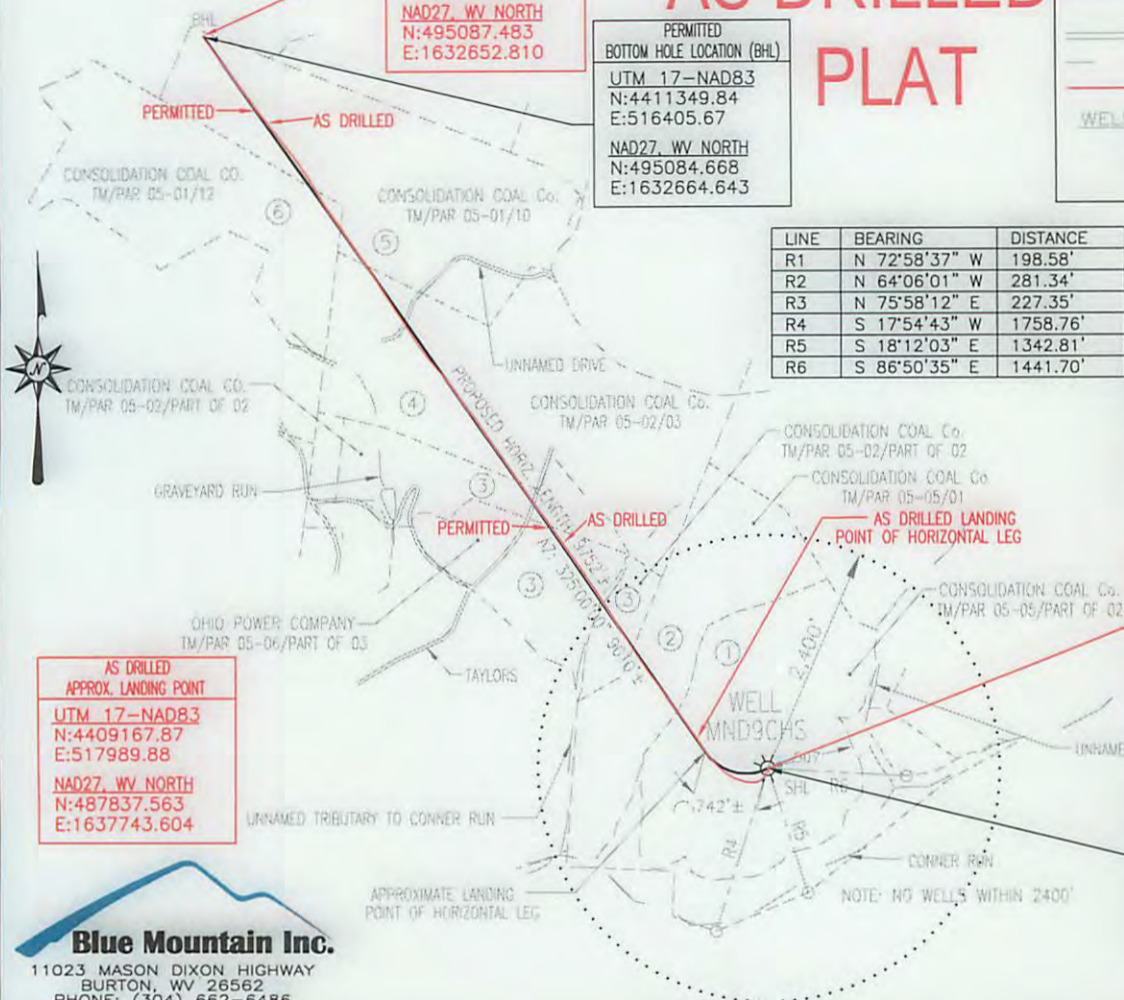 AS DRILLED
PLAT
NAD27, WV NORTH
N:495087.483
E:1632652.810
PERMITTED
BOTTOM HOLE LOCATION (BHL)
UTM 17-NAD83
N:4411349.84
E:516405.67
NAD27, WV NORTH
N:495084.668
E:1632664.643
BHL
PERMITTED
AS DRILLED
CONSOLIDATION COAL CO.
TM/PAR 05-01/12
CONSOLIDATION COAL Co.
TM/PAR 05-01/10
6
5
LINE BEARING DISTANCE
R1 N 72°58'37" W 198.58'
R2 N 64°06'01" W 281.34'
R3 N 75°58'12" E 227.35'
R4 S 17°54'43" W 1758.76'
R5 S 18°12'03" E 1342.81'
R6 S 86°50'35" E 1441.70'
N
UNNAMED DRIVE
CONSOLIDATION COAL CO.
TM/PAR 05-02/PART OF 02
4
PROPOSED HORIZ. LENGTH 9752'±
CONSOLIDATION COAL Co.
TM/PAR 05-02/03
CONSOLIDATION COAL Co.
TM/PAR 05-02/PART OF 02
CONSOLIDATION COAL Co.
TM/PAR 05-05/01
GRAVEYARD RUN
3
PERMITTED
AS DRILLED
AS DRILLED LANDING
POINT OF HORIZONTAL LEG
3
3
CONSOLIDATION COAL Co.
TM/PAR 05-05/PART OF 02
OHIO POWER COMPANY
TM/PAR 05-06/PART OF 03
2
1
2,400'
TAYLORS
AS DRILLED
APPROX. LANDING POINT
UTM 17-NAD83
N:4409167.87
E:517989.88
NAD27, WV NORTH
N:487837.563
E:1637743.604
WELL
MND9CHS
SHL
R6
742'±
R4
R5
UNNAMED TRIBUTARY TO CONNER RUN
CONNER RUN
APPROXIMATE LANDING
POINT OF HORIZONTAL LEG
NOTE: NO WELLS WITHIN 2400'
Blue Mountain Inc.
11023 MASON DIXON HIGHWAY
BURTON, WV 26562
PHONE: (304) 662-6486